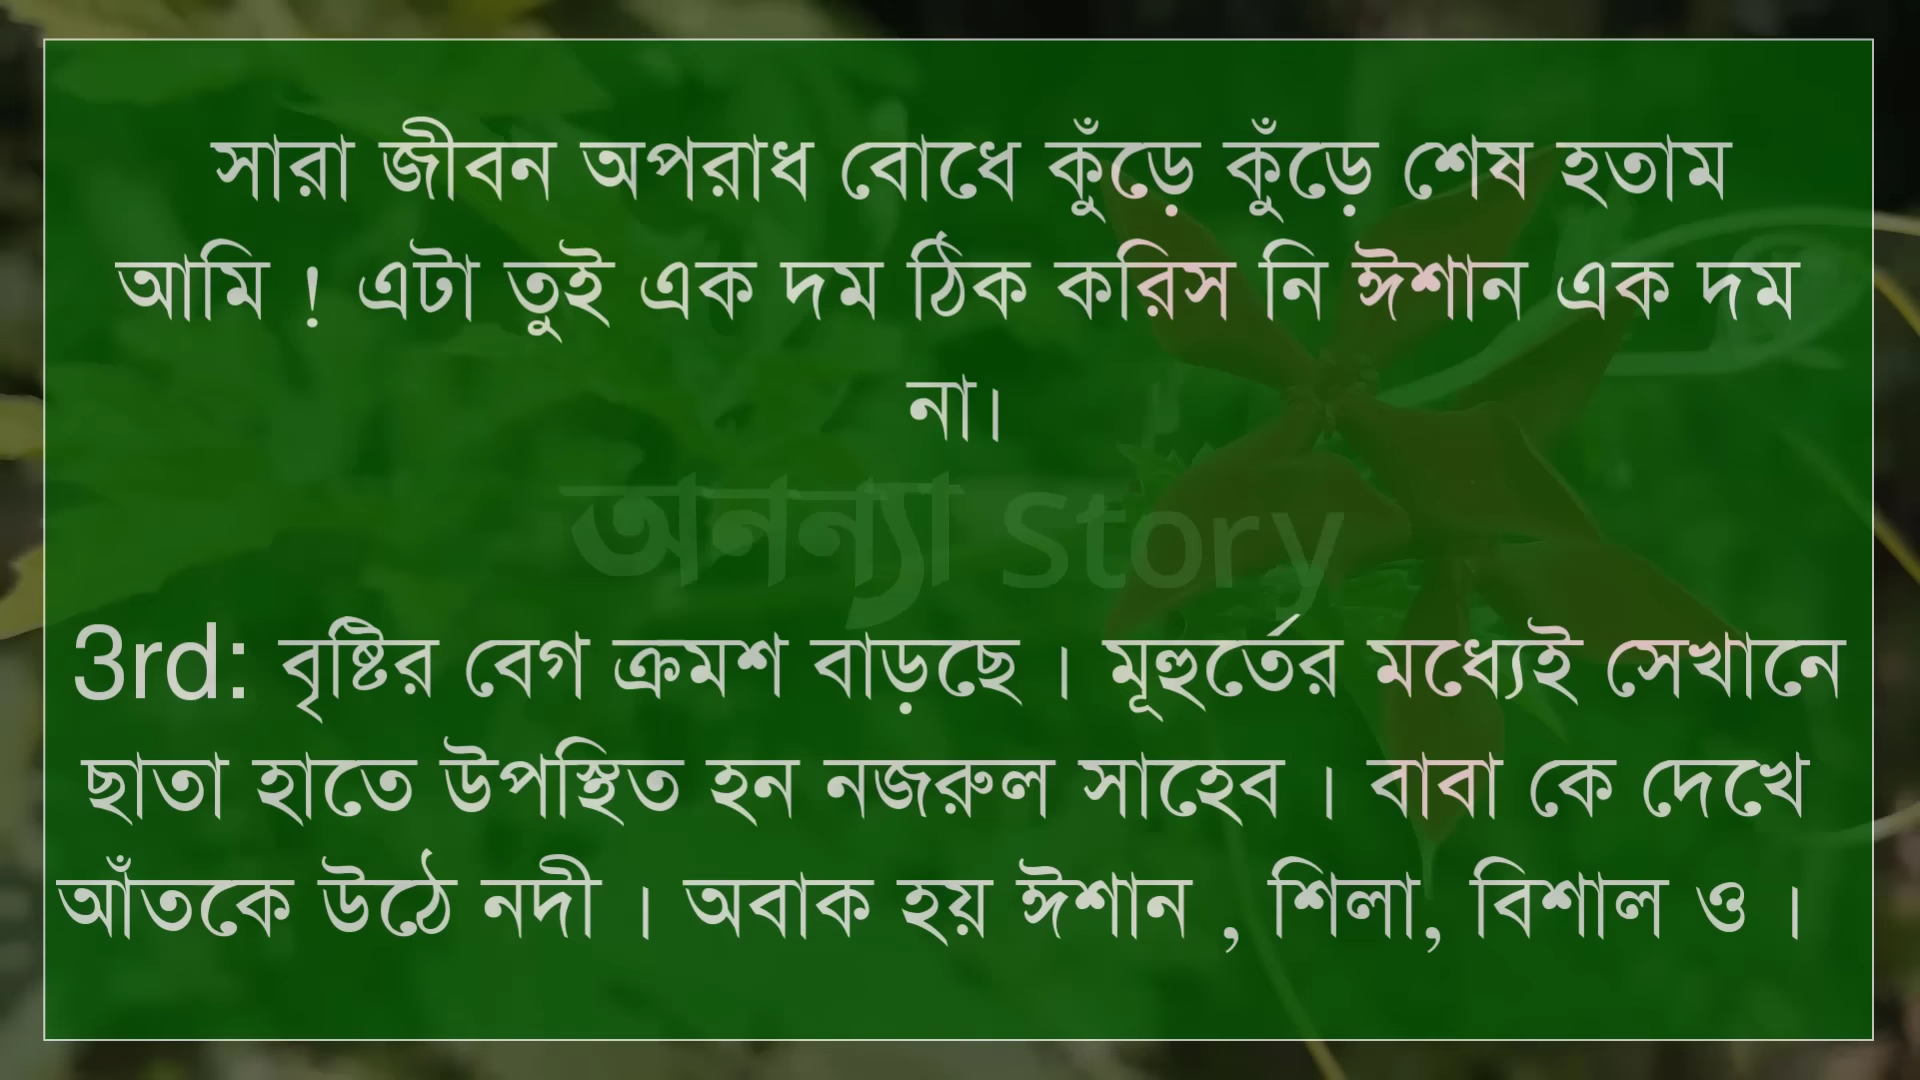 সারা জীবন অপরাধ বোধে কুঁড়ে কুঁড়ে শেষ হতাম
আমি ! এটা তুই এক দম ঠিক করিস নি ঈশান এক দম
না।
অনন্যা Story
3rd: বৃষ্টির বেগ ক্রমশ বাড়ছে । মূহুর্তের মধ্যেই সেখানে
ছাতা হাতে উপস্থিত হন নজরুল সাহেব । বাবা কে দেখে
আঁতকে উঠে নদী । অবাক হয় ঈশান , শিলা, বিশাল ও ।